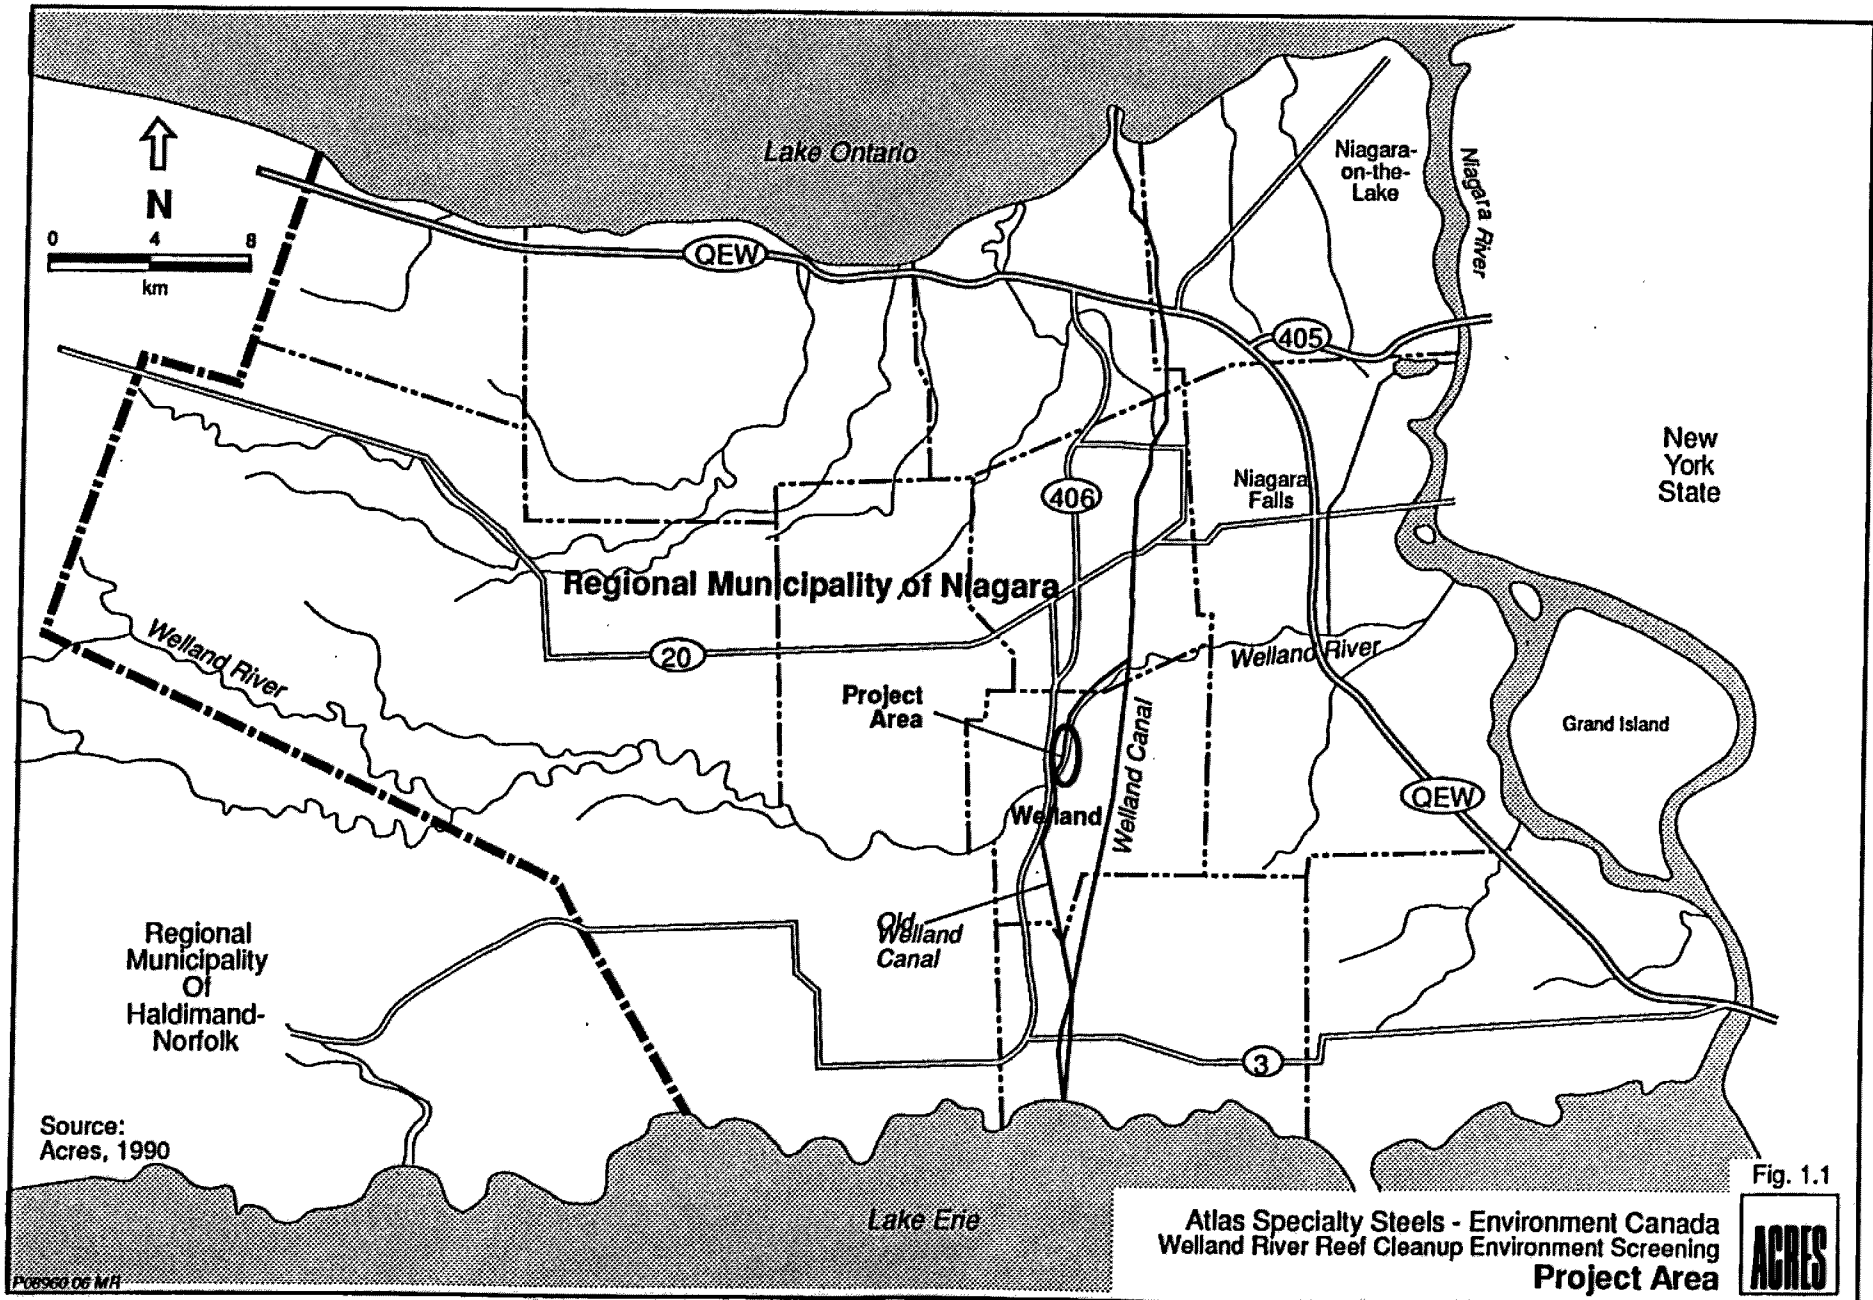 Lake Ontario
N
0 4 8
km
QEW
Niagara-
on-the-
Lake
Niagara River
405
New
York
State
Niagara
Falls
406
Regional Municipality of Niagara
Welland River
20
Welland River
Project
Area
Grand Island
Welland Canal
QEW
Welland
Old
Welland
Canal
Regional
Municipality
Of
Haldimand-
Norfolk
3
Source:
Acres, 1990
Lake Erie
Fig. 1.1
Atlas Specialty Steels - Environment Canada
Welland River Reef Cleanup Environment Screening
Project Area
ACRES
P08960.06 MR